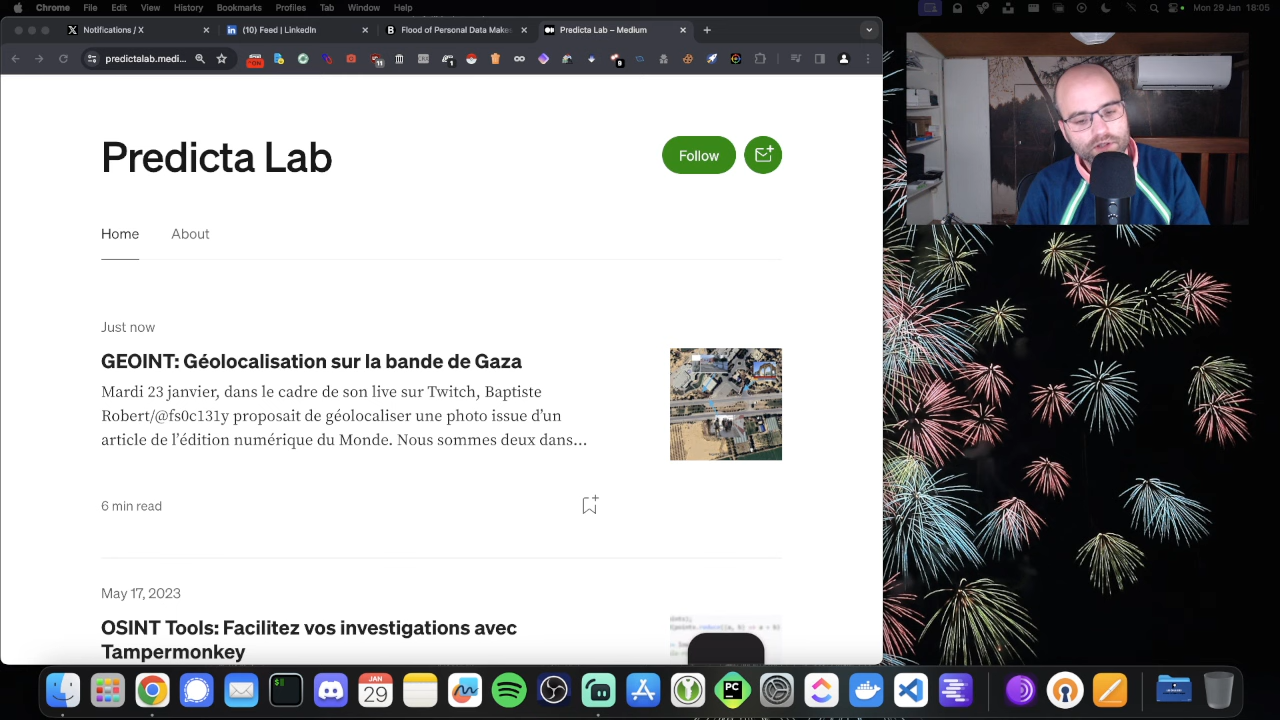 Chrome File Edit View History Bookmarks Profiles Tab Window Help Mon 29 Jan 18:05
Notifications / X
(10) Feed | LinkedIn
Flood of Personal Data Make
Predicta Lab – Medium
predictalab.medi...
Predicta Lab
Follow
Home About
Just now
GEOINT: Géolocalisation sur la bande de Gaza
Mardi 23 janvier, dans le cadre de son live sur Twitch, Baptiste
Robert/@fs0c131y proposait de géolocaliser une photo issue d’un
article de l’édition numérique du Monde. Nous sommes deux dans…
6 min read
May 17, 2023
OSINT Tools: Facilitez vos investigations avec
Tampermonkey
JAN
29
PC